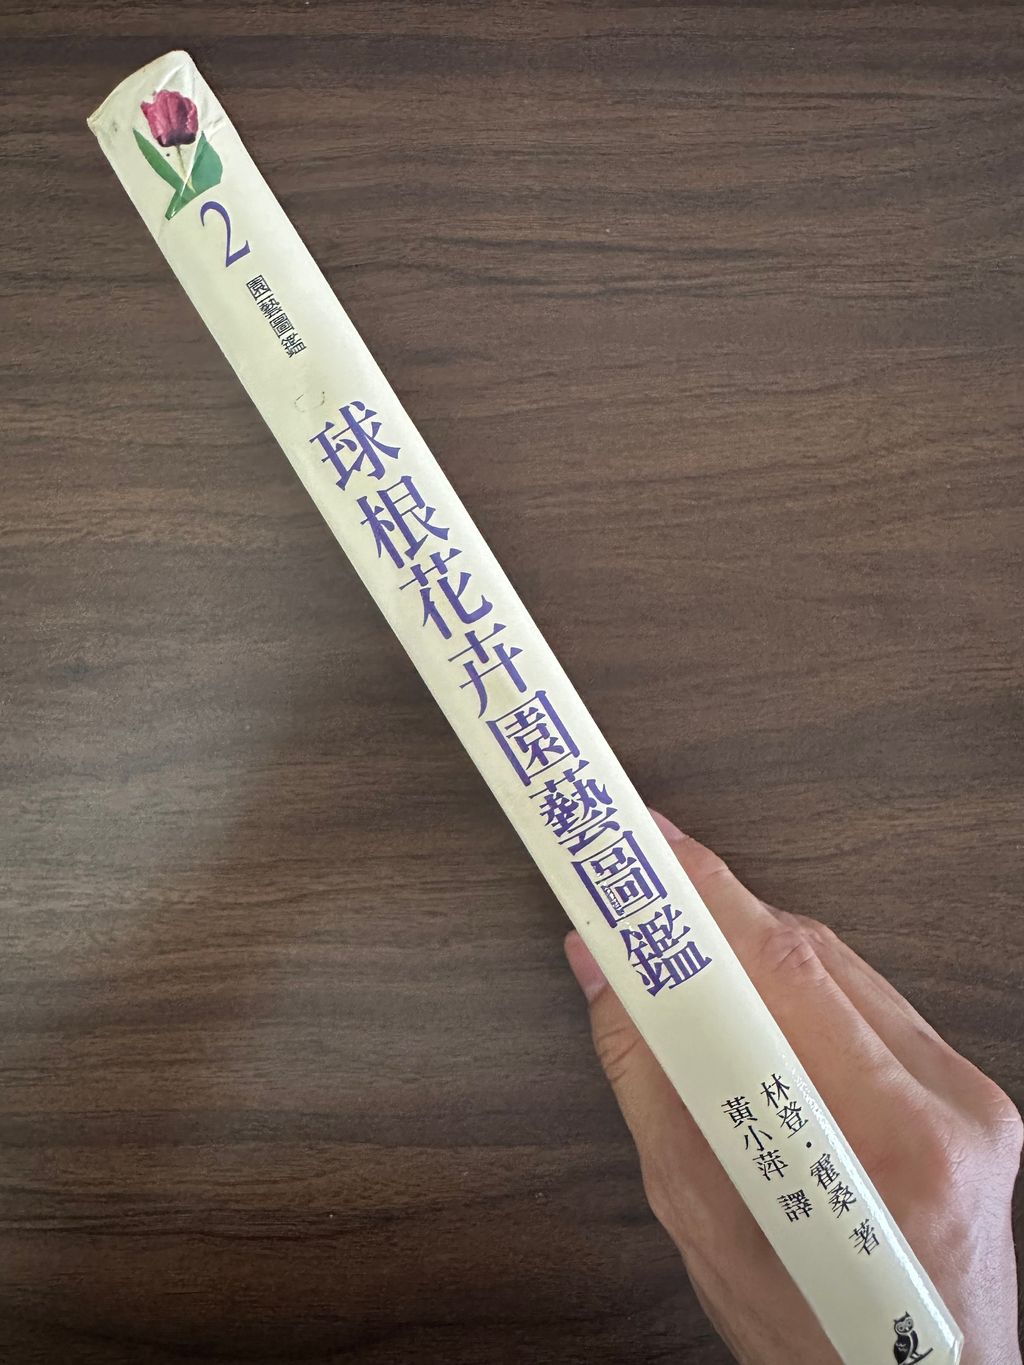 2
園藝圖鑑
球根花卉園藝圖鑑
林登・霍桑 著
黃小萍 譯